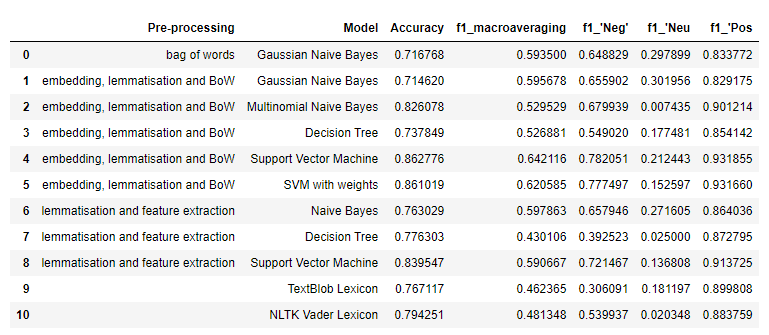 Pre-processing Model Accuracy f1_macroaveraging f1_'Neg' f1_'Neu f1_'Pos
0 bag of words Gaussian Naive Bayes 0.716768 0.593500 0.648829 0.297899 0.833772
1 embedding, lemmatisation and BoW Gaussian Naive Bayes 0.714620 0.595678 0.655902 0.301956 0.829175
2 embedding, lemmatisation and BoW Multinomial Naive Bayes 0.826078 0.529529 0.679939 0.007435 0.901214
3 embedding, lemmatisation and BoW Decision Tree 0.737849 0.526881 0.549020 0.177481 0.854142
4 embedding, lemmatisation and BoW Support Vector Machine 0.862776 0.642116 0.782051 0.212443 0.931855
5 embedding, lemmatisation and BoW SVM with weights 0.861019 0.620585 0.777497 0.152597 0.931660
6 lemmatisation and feature extraction Naive Bayes 0.763029 0.597863 0.657946 0.271605 0.864036
7 lemmatisation and feature extraction Decision Tree 0.776303 0.430106 0.392523 0.025000 0.872795
8 lemmatisation and feature extraction Support Vector Machine 0.839547 0.590667 0.721467 0.136808 0.913725
9 TextBlob Lexicon 0.767117 0.462365 0.306091 0.181197 0.899808
10 NLTK Vader Lexicon 0.794251 0.481348 0.539937 0.020348 0.883759